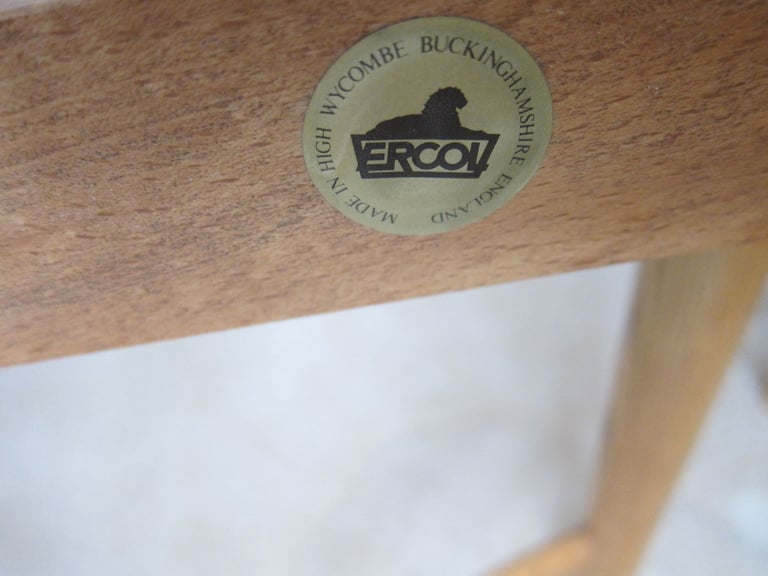 MADE IN HIGH WYCOMBE BUCKINGHAMSHIRE ENGLAND
ERCOL